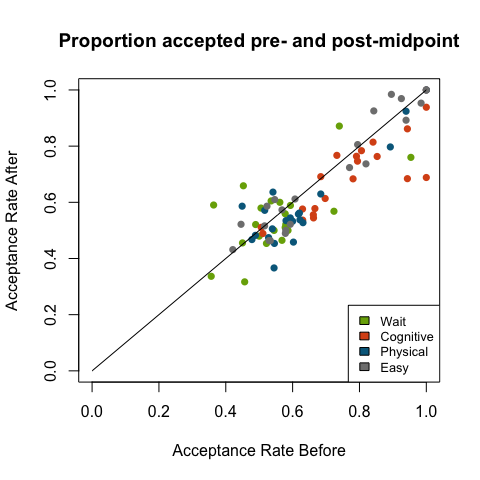 Proportion accepted pre- and post-midpoint
Acceptance Rate After
1.0
0.8
0.6
0.4
0.2
0.0
Wait
Cognitive
Physical
Easy
0.0 0.2 0.4 0.6 0.8 1.0
Acceptance Rate Before